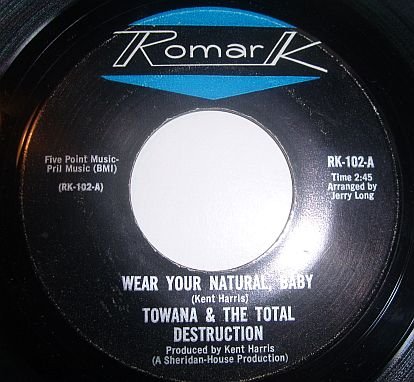 RomarK
Five Point Music-
Pril Music (BMI)
(RK-102-A)
RK-102-A
Time 2:45
Arranged by
Jerry Long
WEAR YOUR NATURAL, BABY
(Kent Harris)
TOWANA & THE TOTAL
DESTRUCTION
Produced by Kent Harris
(A Sheridan-House Production)